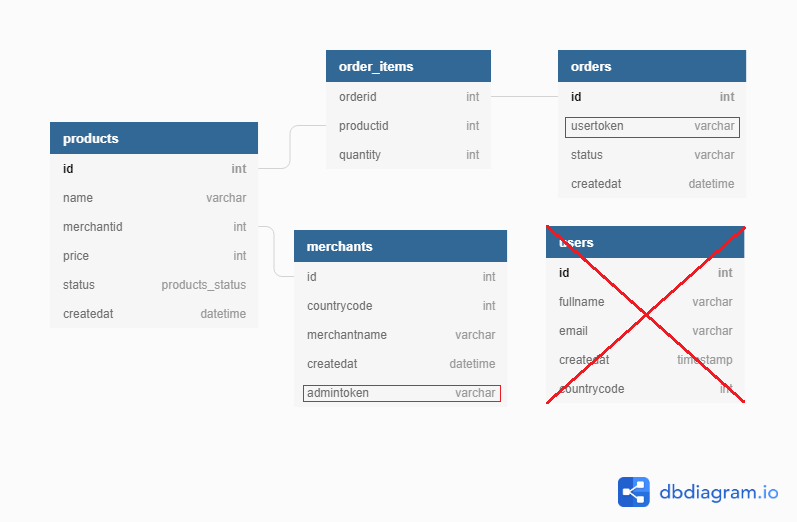 products
id int
name varchar
merchantid int
price int
status products_status
createdat datetime
order_items
orderid int
productid int
quantity int
orders
id int
usertoken varchar
status varchar
createdat datetime
merchants
id int
countrycode int
merchantname varchar
createdat datetime
admintoken varchar
users
id int
fullname varchar
email varchar
createdat timestamp
countrycode int
dbdiagram.io